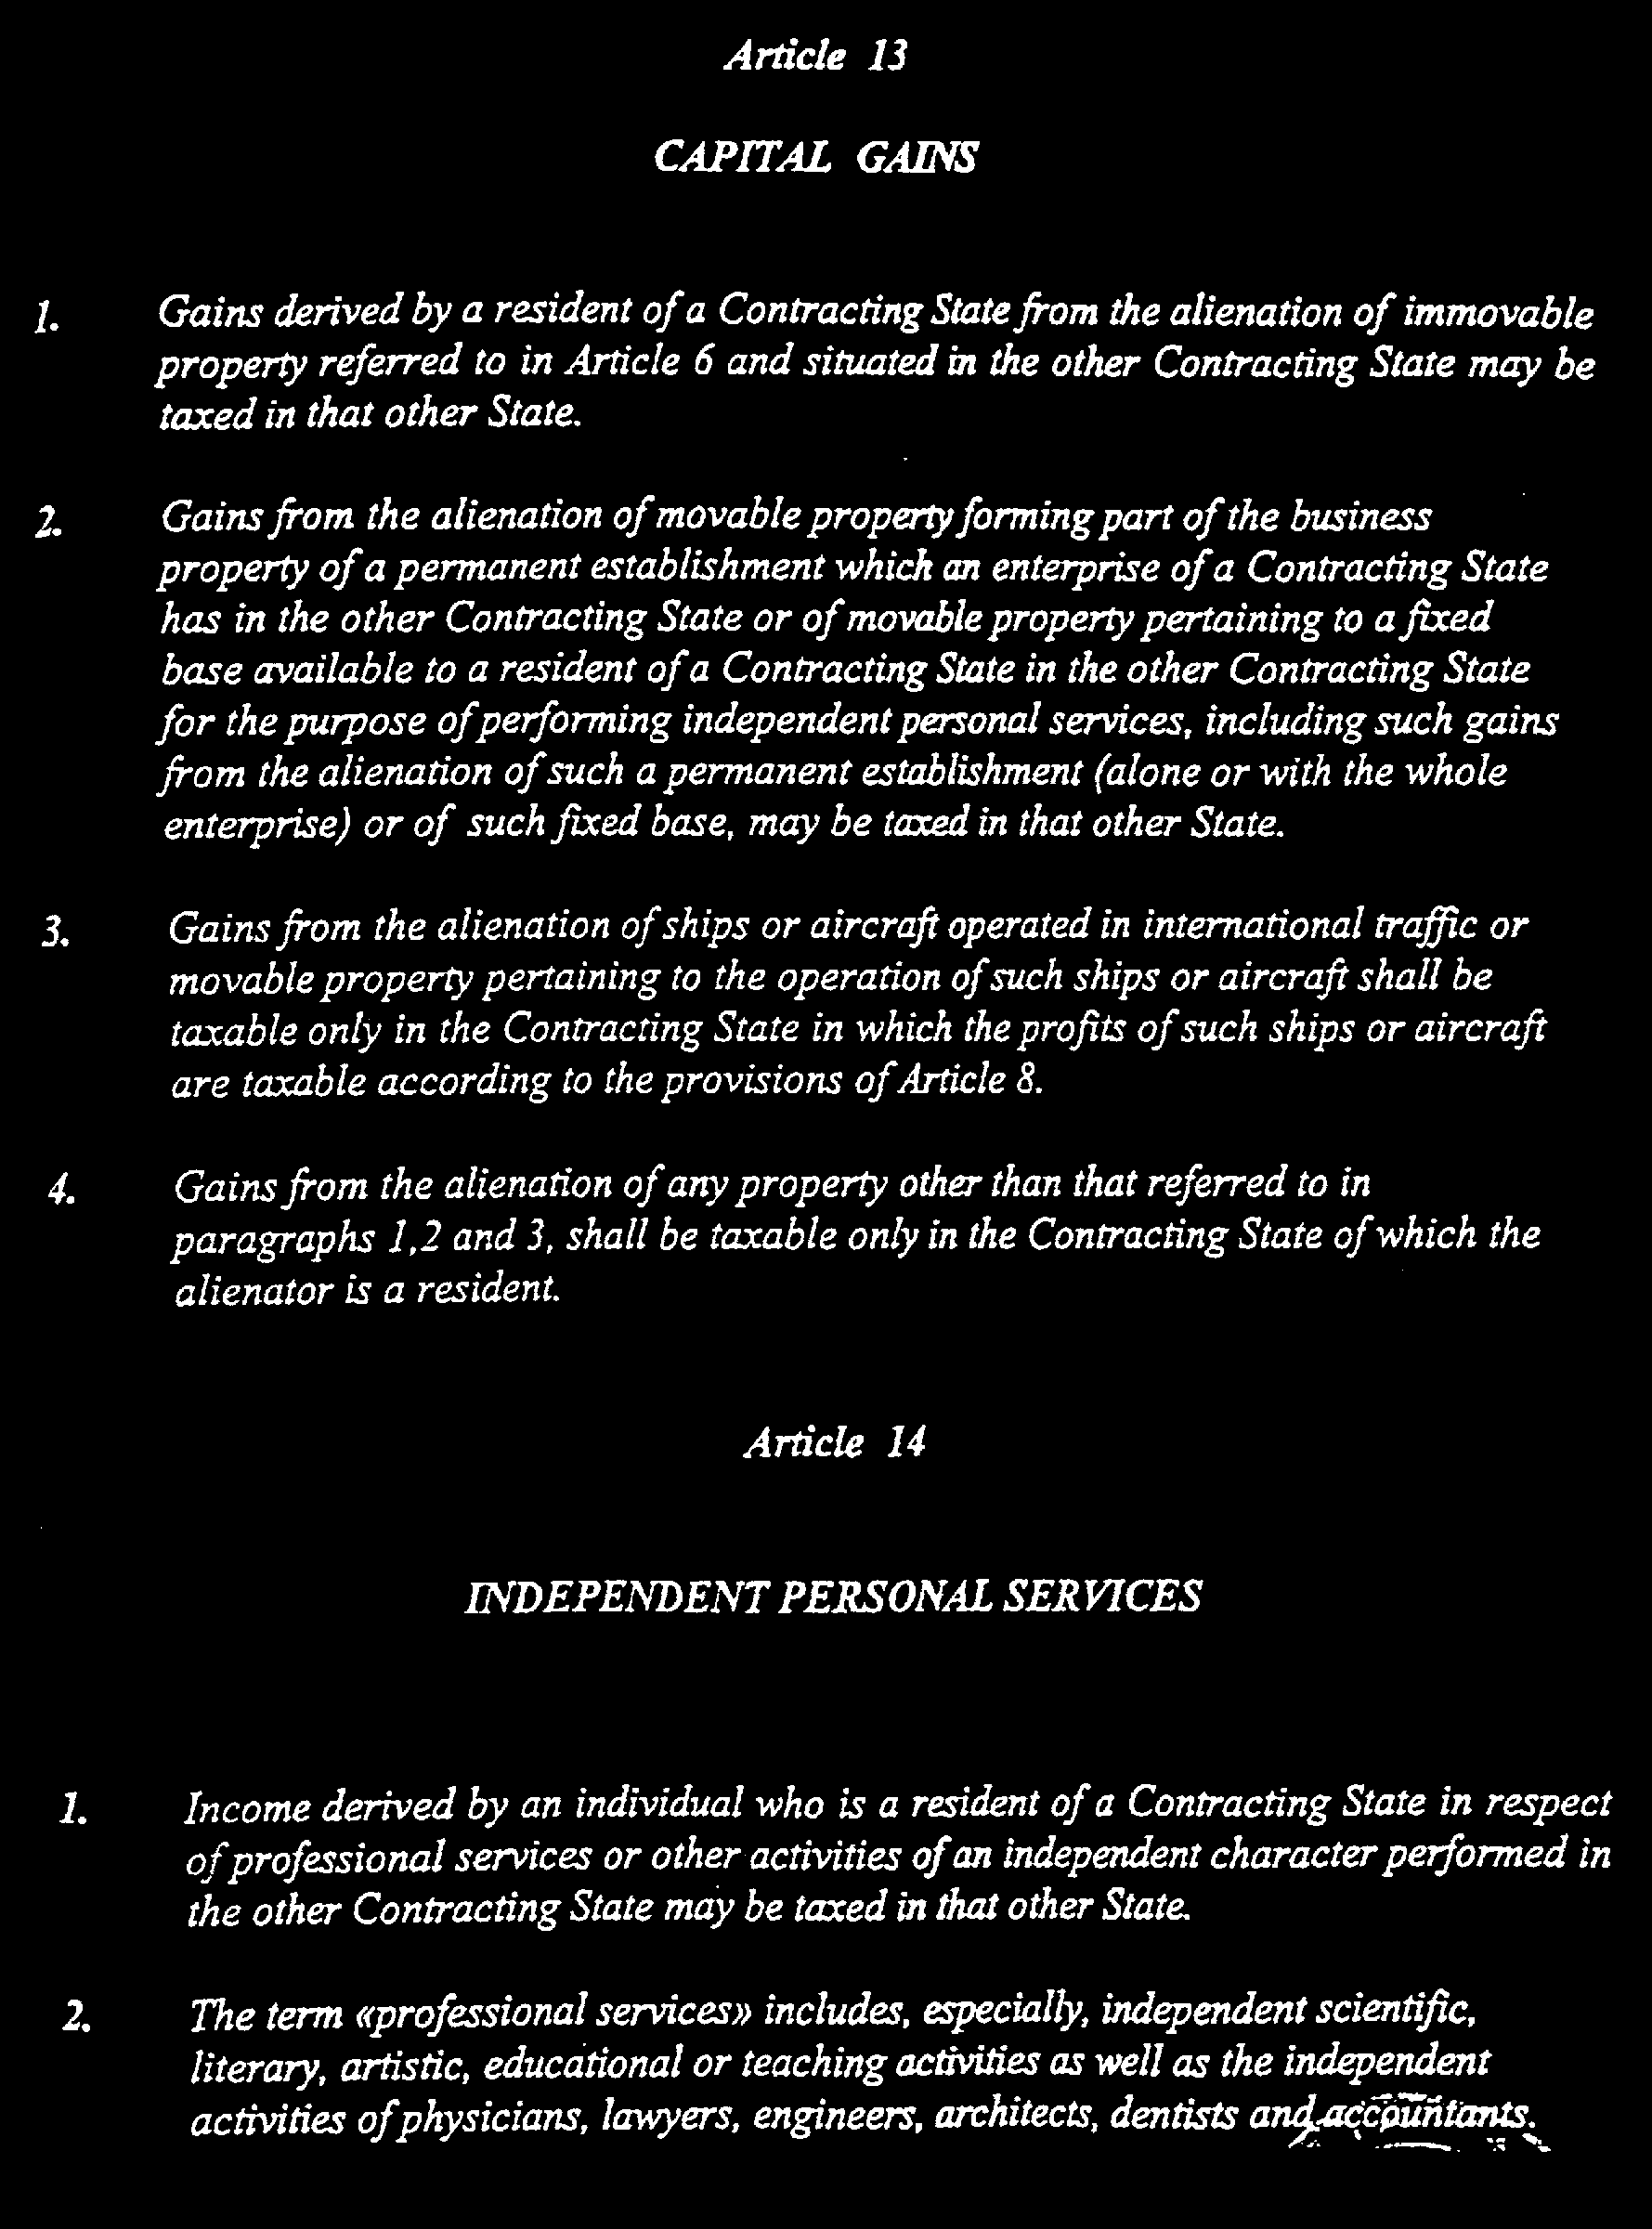 Article 13
CAPITAL GAINS
1. Gains derived by a resident of a Contracting State from the alienation of immovable
property referred to in Article 6 and situated in the other Contracting State may be
taxed in that other State.
2. Gains from the alienation of movable property forming part of the business
property of a permanent establishment which an enterprise of a Contracting State
has in the other Contracting State or of movable property pertaining to a fixed
base available to a resident of a Contracting State in the other Contracting State
for the purpose of performing independent personal services, including such gains
from the alienation of such a permanent establishment (alone or with the whole
enterprise) or of such fixed base, may be taxed in that other State.
3. Gains from the alienation of ships or aircraft operated in international traffic or
movable property pertaining to the operation of such ships or aircraft shall be
taxable only in the Contracting State in which the profits of such ships or aircraft
are taxable according to the provisions of Article 8.
4. Gains from the alienation of any property other than that referred to in
paragraphs 1,2 and 3, shall be taxable only in the Contracting State of which the
alienator is a resident.
Article 14
INDEPENDENT PERSONAL SERVICES
1. Income derived by an individual who is a resident of a Contracting State in respect
of professional services or other activities of an independent character performed in
the other Contracting State may be taxed in that other State.
2. The term «professional services» includes, especially, independent scientific,
literary, artistic, educational or teaching activities as well as the independent
activities of physicians, lawyers, engineers, architects, dentists and accountants.